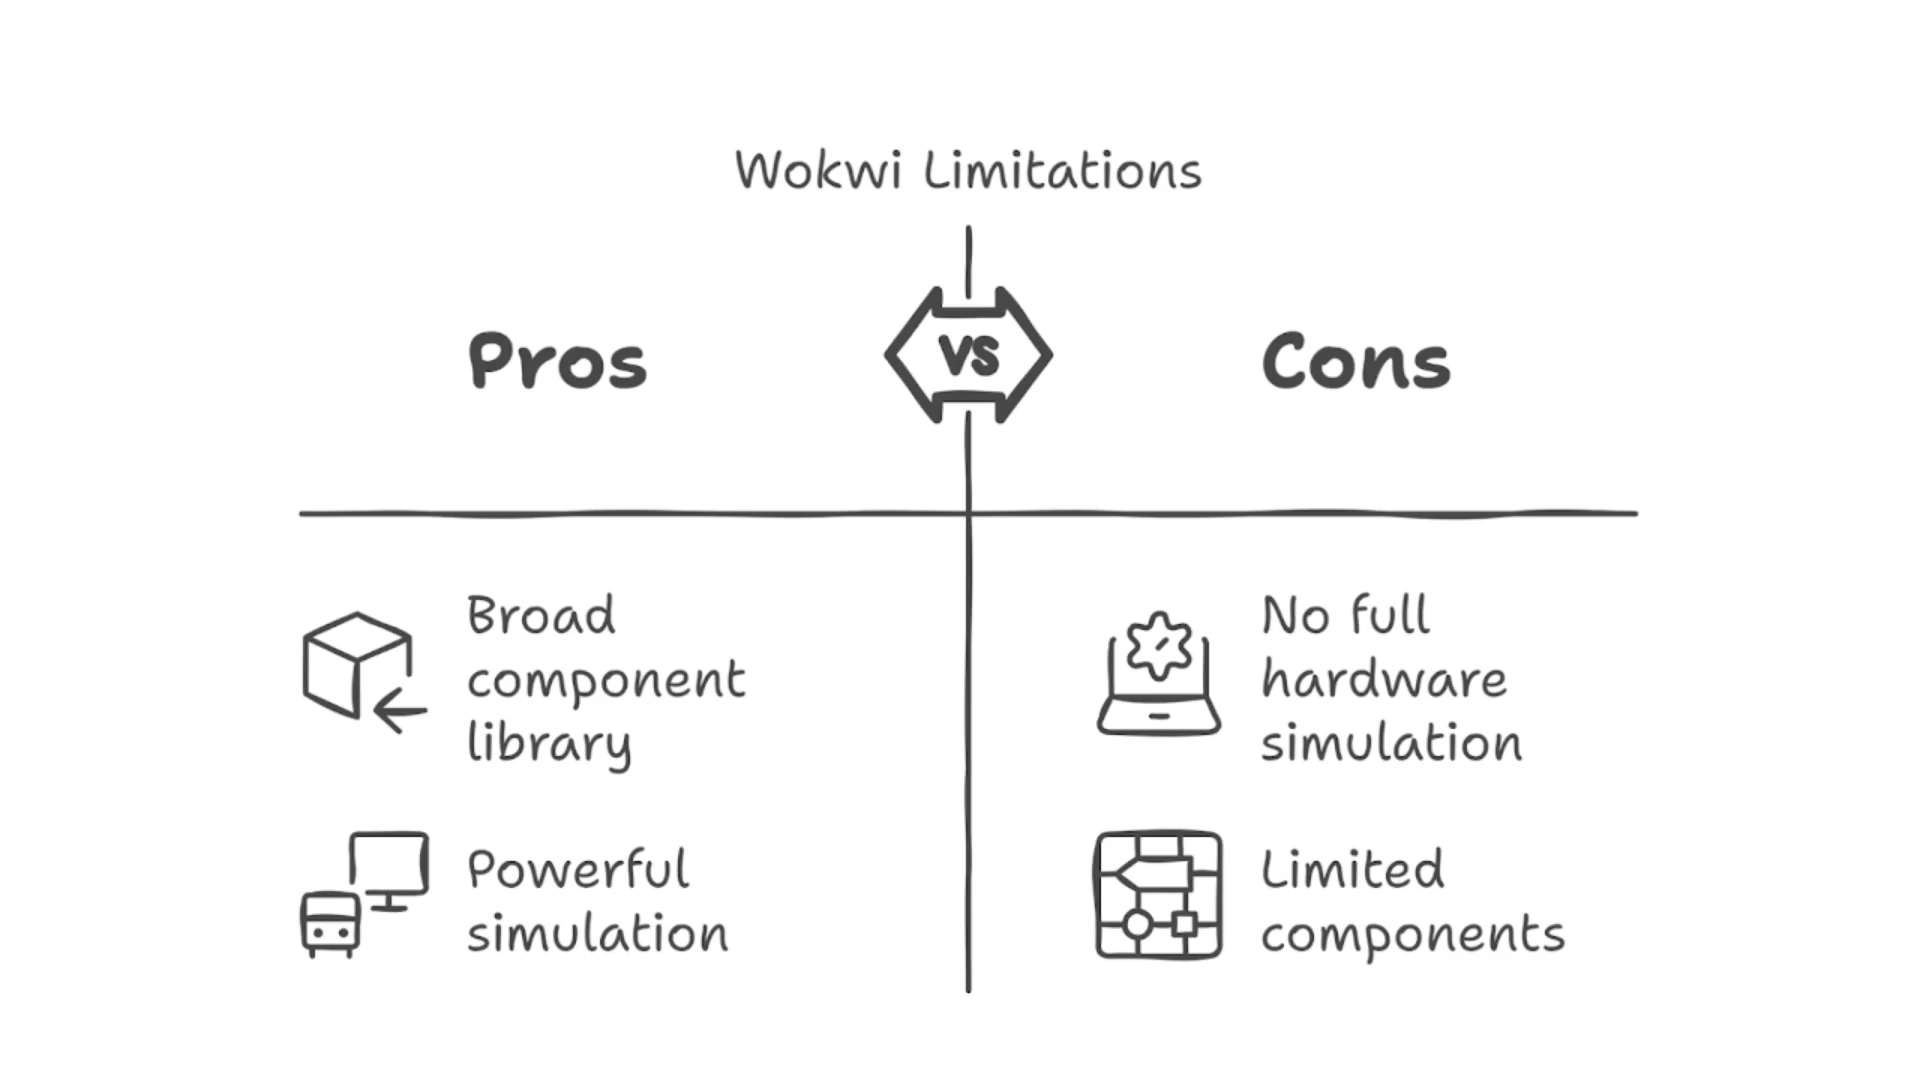 Wokwi Limitations
Pros
VS
Cons
Broad
component
library
Powerful
simulation
No full
hardware
simulation
Limited
components